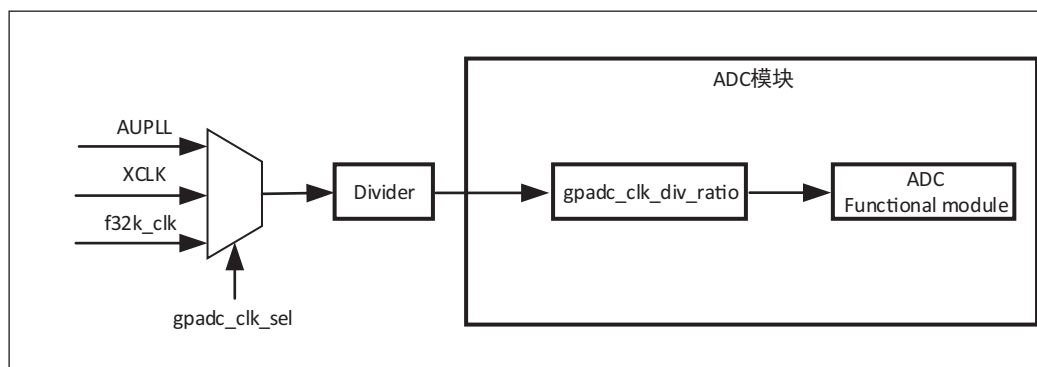 ADC模块
AUPLL
XCLK
f32k_clk
Divider
gpadc_clk_div_ratio
ADC
Functional module
gpadc_clk_sel